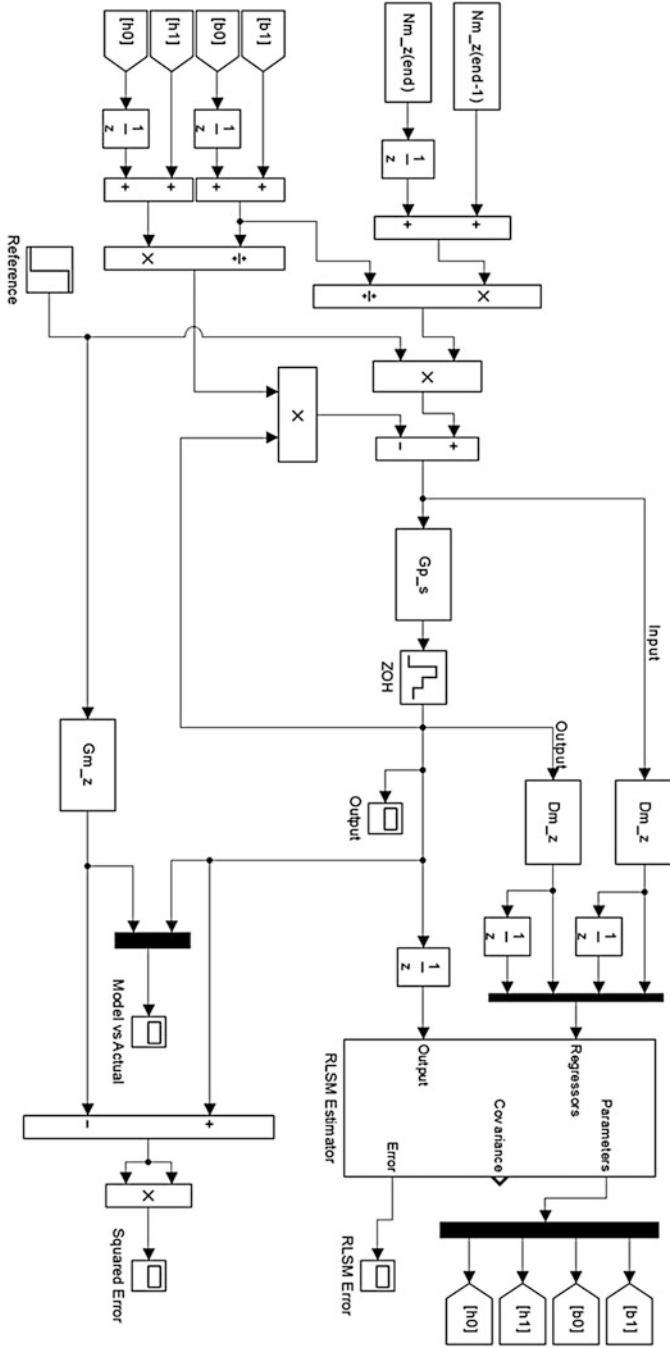 Input
Nm_z(end-1)
Nm_z(end)
1
z
+
+
×
÷
×
+
-
Gp_s
ZOH
Output
Dm_z
Dm_z
1
z
1
z
Regressors
Output
Parameters
Covariance
Error
RLSM Estimator
[b1]
[b0]
[h1]
[h0]
RLSM Error
1
z
Output
[b1]
[b0]
[h1]
[h0]
1
z
1
z
+
+
+
+
÷
×
×
Reference
Gm_z
Model vs Actual
+
-
×
Squared Error